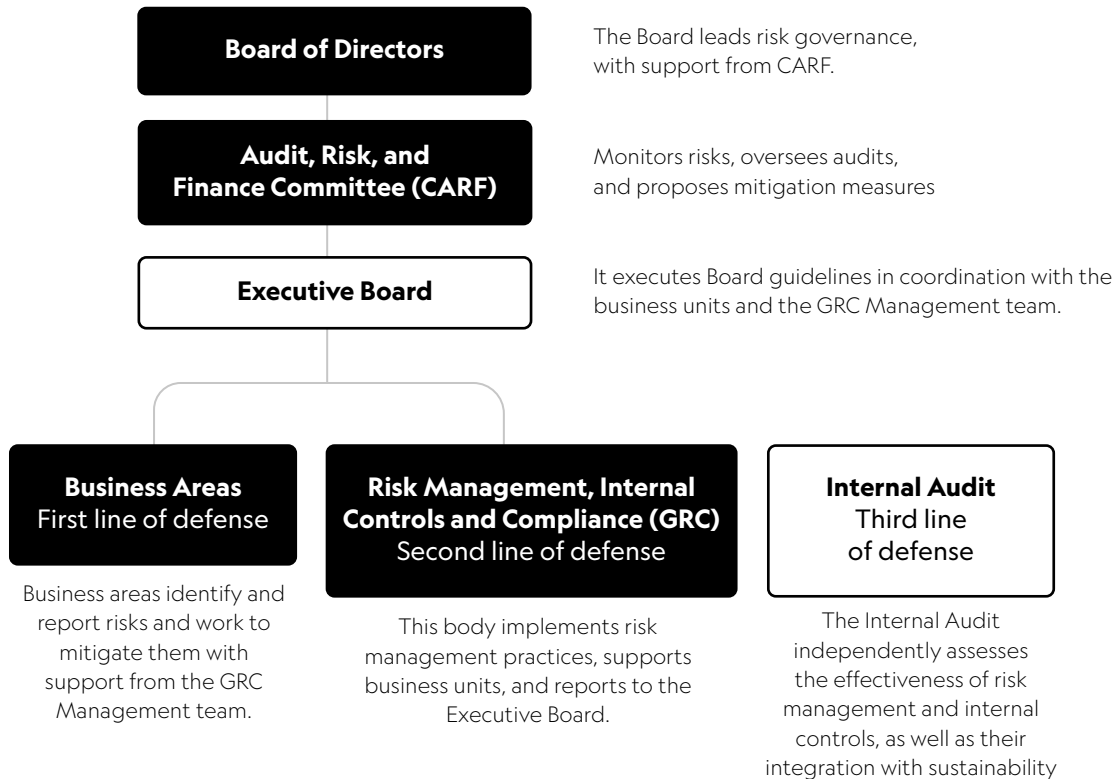 Board of Directors
The Board leads risk governance,
with support from CARF.
Audit, Risk, and
Finance Committee (CARF)
Monitors risks, oversees audits,
and proposes mitigation measures
Executive Board
It executes Board guidelines in coordination with the
business units and the GRC Management team.
Business Areas
First line of defense
Business areas identify and
report risks and work to
mitigate them with
support from the GRC
Management team.
Risk Management, Internal
Controls and Compliance (GRC)
Second line of defense
This body implements risk
management practices, supports
business units, and reports to the
Executive Board.
Internal Audit
Third line
of defense
The Internal Audit
independently assesses
the effectiveness of risk
management and internal
controls, as well as their
integration with sustainability